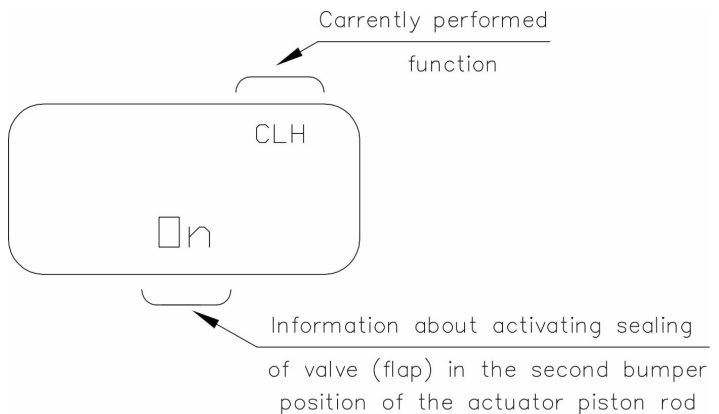 Carrently performed
function
CLH
On
Information about activating sealing
of valve (flap) in the second bumper
position of the actuator piston rod